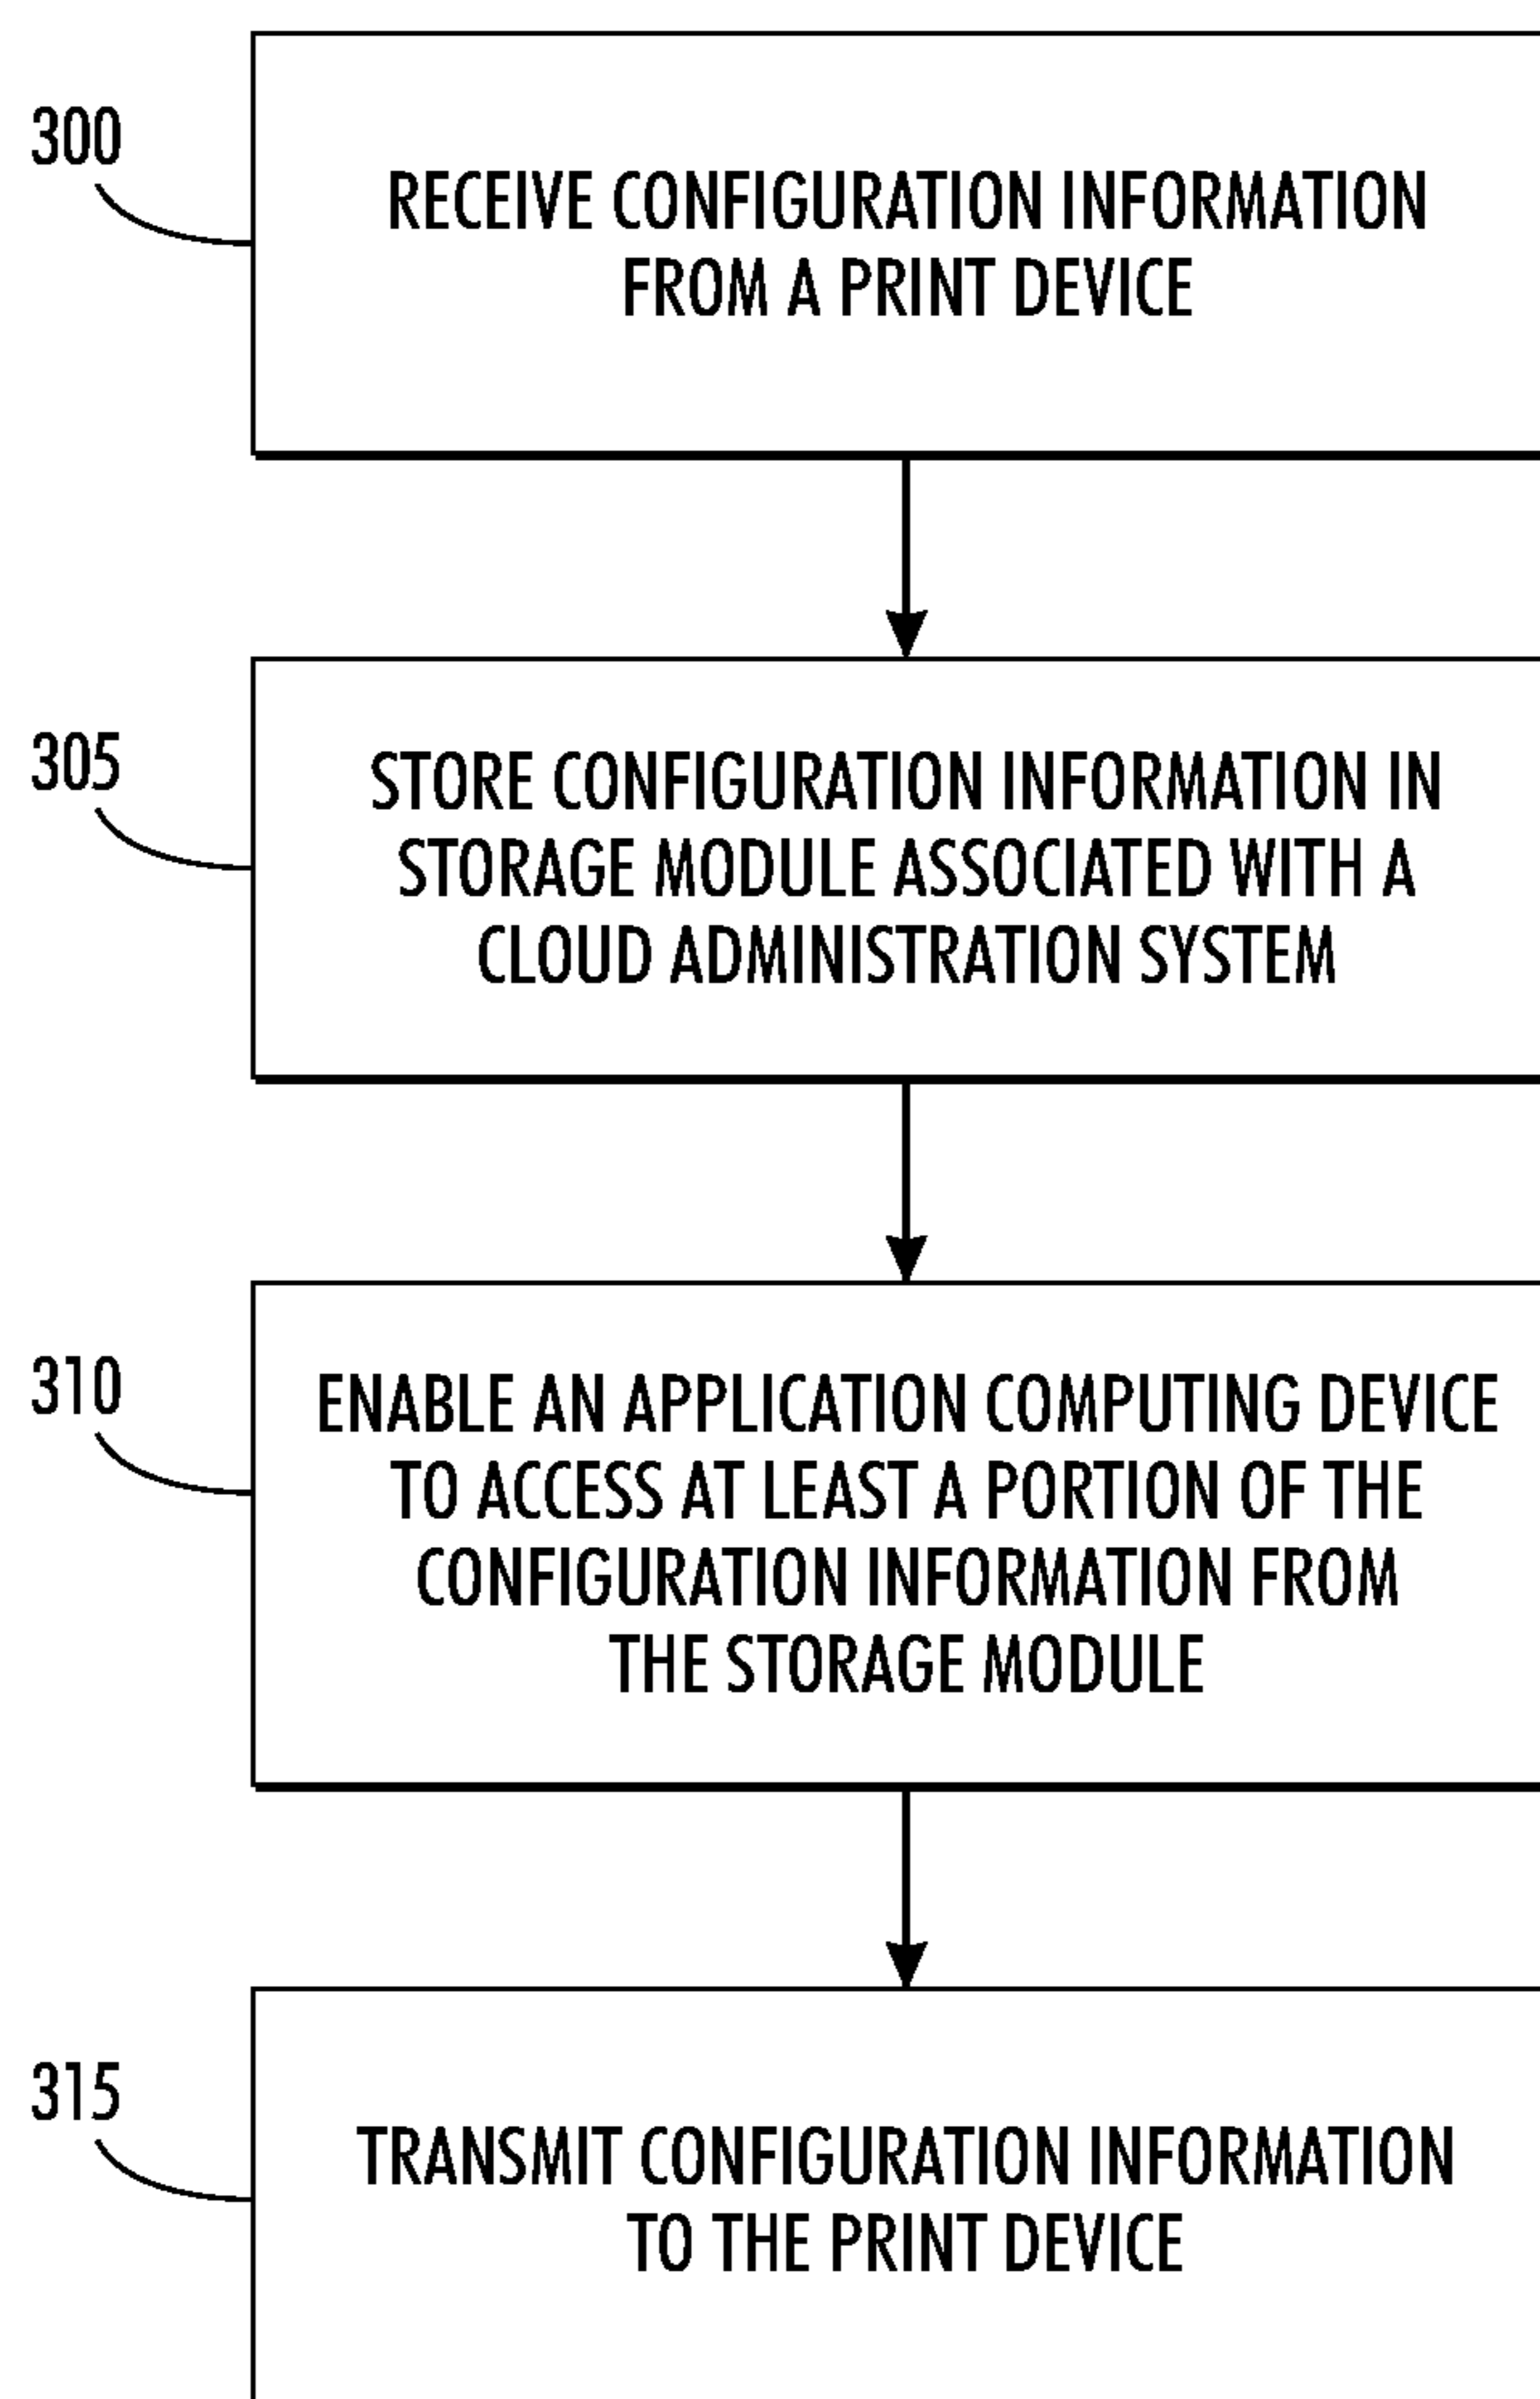 300
RECEIVE CONFIGURATION INFORMATION
FROM A PRINT DEVICE
305
STORE CONFIGURATION INFORMATION IN
STORAGE MODULE ASSOCIATED WITH A
CLOUD ADMINISTRATION SYSTEM
310
ENABLE AN APPLICATION COMPUTING DEVICE
TO ACCESS AT LEAST A PORTION OF THE
CONFIGURATION INFORMATION FROM
THE STORAGE MODULE
315
TRANSMIT CONFIGURATION INFORMATION
TO THE PRINT DEVICE